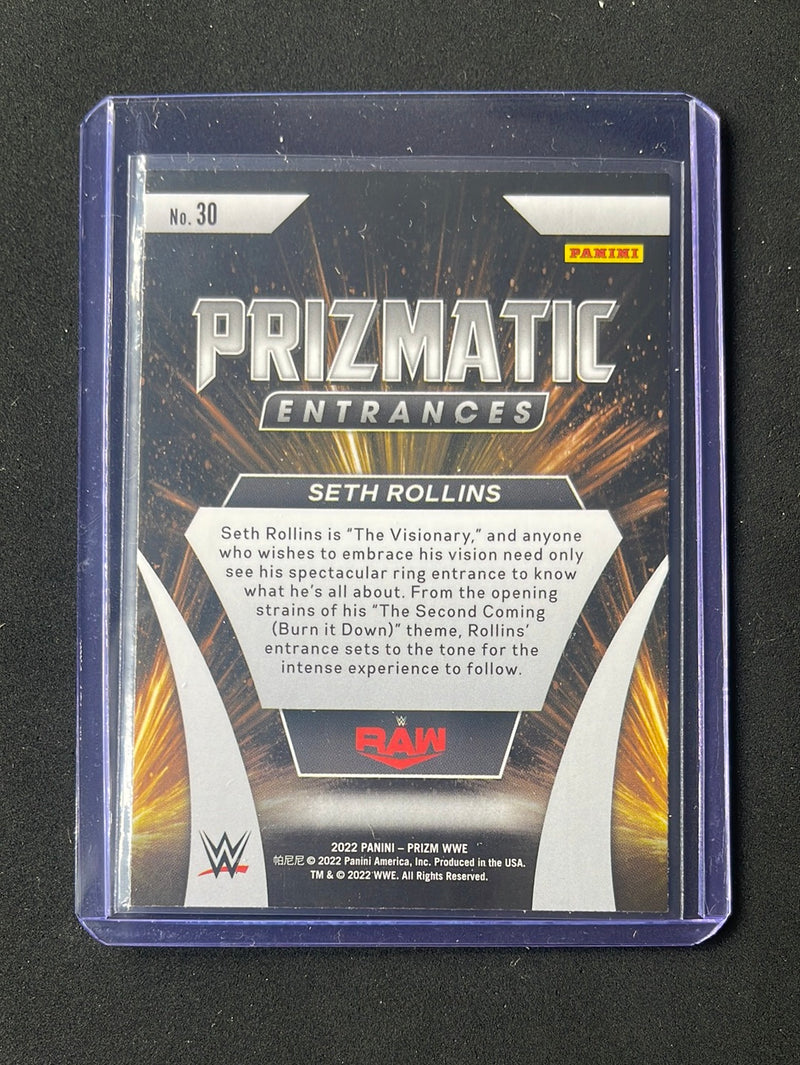 No. 30
PANINI
PRIZMATIC
ENTRANCES
SETH ROLLINS
Seth Rollins is "The Visionary," and anyone
who wishes to embrace his vision need only
see his spectacular ring entrance to know
what he's all about. From the opening
strains of his "The Second Coming
(Burn it Down)" theme, Rollins'
entrance sets to the tone for the
intense experience to follow.
W
RAW
W
2022 PANINI – PRIZM WWE
帕尼尼 © 2022 Panini America, Inc. Produced in the USA.
TM & © 2022 WWE. All Rights Reserved.